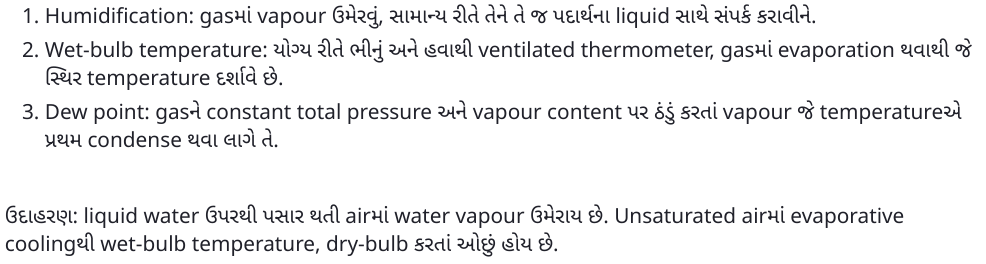 1. Humidification: gasમાં vapour ઉમેરવું, સામાન્ય રીતે તેને તે જ પદાર્થના liquid સાથે સંપર્ક કરાવીને.
2. Wet-bulb temperature: યોગ્ય રીતે ભીનું અને હવાથી ventilated thermometer, gasમાં evaporation થવાથી જે
સ્થિર temperature દર્શાવે છે.
3. Dew point: gasને constant total pressure અને vapour content પર ઠંડું કરતાં vapour જે temperatureએ
પ્રથમ condense થવા લાગે તે.
ઉદાહરણ: liquid water ઉપરથી પસાર થતી airમાં water vapour ઉમેરાય છે. Unsaturated airમાં evaporative
coolingથી wet-bulb temperature, dry-bulb કરતાં ઓછું હોય છે.